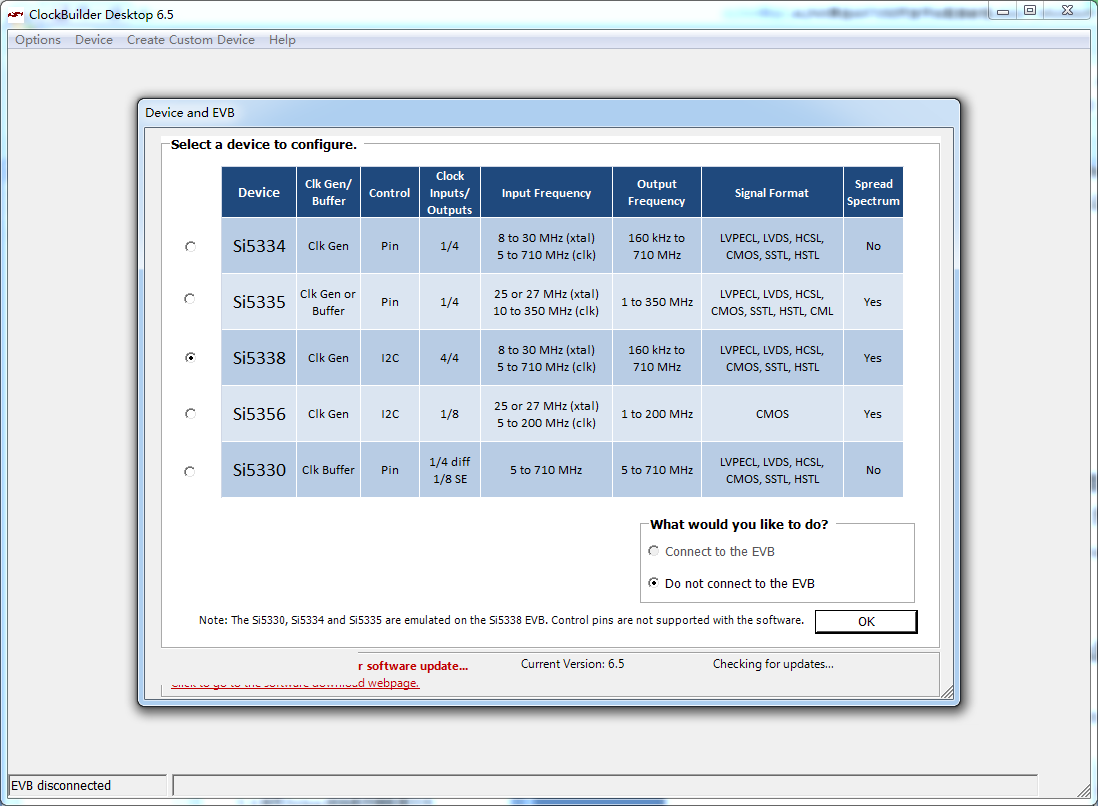 ClockBuilder Desktop 6.5
Options Device Create Custom Device Help
Device and EVB
Select a device to configure.
Device Clk Gen/ Buffer Control Clock Inputs/ Outputs Input Frequency Output Frequency Signal Format Spread Spectrum
Si5334 Clk Gen Pin 1/4 8 to 30 MHz (xtal) 5 to 710 MHz (clk) 160 kHz to 710 MHz LVPECL, LVDS, HCSL, CMOS, SSTL, HSTL No
Si5335 Clk Gen or Buffer Pin 1/4 25 or 27 MHz (xtal) 10 to 350 MHz (clk) 1 to 350 MHz LVPECL, LVDS, HCSL, CMOS, SSTL, HSTL, CML Yes
Si5338 Clk Gen I2C 4/4 8 to 30 MHz (xtal) 5 to 710 MHz (clk) 160 kHz to 710 MHz LVPECL, LVDS, HCSL, CMOS, SSTL, HSTL Yes
Si5356 Clk Gen I2C 1/8 25 or 27 MHz (xtal) 5 to 200 MHz (clk) 1 to 200 MHz CMOS Yes
Si5330 Clk Buffer Pin 1/4 diff 1/8 SE 5 to 710 MHz 5 to 710 MHz LVPECL, LVDS, HCSL, CMOS, SSTL, HSTL No
What would you like to do?
Connect to the EVB
Do not connect to the EVB
Note: The Si5330, Si5334 and Si5335 are emulated on the Si5338 EVB. Control pins are not supported with the software.
OK
r software update... Current Version: 6.5 Checking for updates...
Click to go to the software download webpage.
EVB disconnected